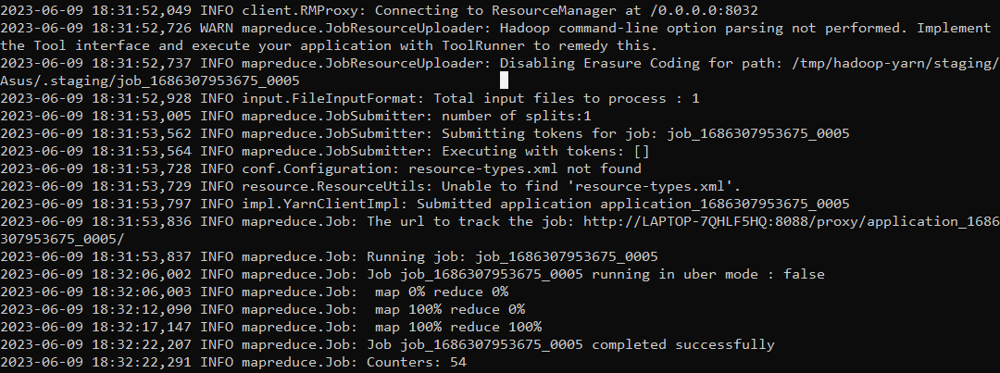 2023-06-09 18:31:52,049 INFO client.RMProxy: Connecting to ResourceManager at /0.0.0.0:8032
2023-06-09 18:31:52,726 WARN mapreduce.JobResourceUploader: Hadoop command-line option parsing not performed. Implement
the Tool interface and execute your application with ToolRunner to remedy this.
2023-06-09 18:31:52,737 INFO mapreduce.JobResourceUploader: Disabling Erasure Coding for path: /tmp/hadoop-yarn/staging/
Asus/.staging/job_1686307953675_0005
2023-06-09 18:31:52,928 INFO input.FileInputFormat: Total input files to process : 1
2023-06-09 18:31:53,005 INFO mapreduce.JobSubmitter: number of splits:1
2023-06-09 18:31:53,562 INFO mapreduce.JobSubmitter: Submitting tokens for job: job_1686307953675_0005
2023-06-09 18:31:53,564 INFO mapreduce.JobSubmitter: Executing with tokens: []
2023-06-09 18:31:53,728 INFO conf.Configuration: resource-types.xml not found
2023-06-09 18:31:53,729 INFO resource.ResourceUtils: Unable to find 'resource-types.xml'.
2023-06-09 18:31:53,797 INFO impl.YarnClientImpl: Submitted application application_1686307953675_0005
2023-06-09 18:31:53,836 INFO mapreduce.Job: The url to track the job: http://LAPTOP-7QHLF5HQ:8088/proxy/application_1686
307953675_0005/
2023-06-09 18:31:53,837 INFO mapreduce.Job: Running job: job_1686307953675_0005
2023-06-09 18:32:06,002 INFO mapreduce.Job: Job job_1686307953675_0005 running in uber mode : false
2023-06-09 18:32:06,003 INFO mapreduce.Job:  map 0% reduce 0%
2023-06-09 18:32:12,090 INFO mapreduce.Job:  map 100% reduce 0%
2023-06-09 18:32:17,147 INFO mapreduce.Job:  map 100% reduce 100%
2023-06-09 18:32:22,207 INFO mapreduce.Job: Job job_1686307953675_0005 completed successfully
2023-06-09 18:32:22,291 INFO mapreduce.Job: Counters: 54